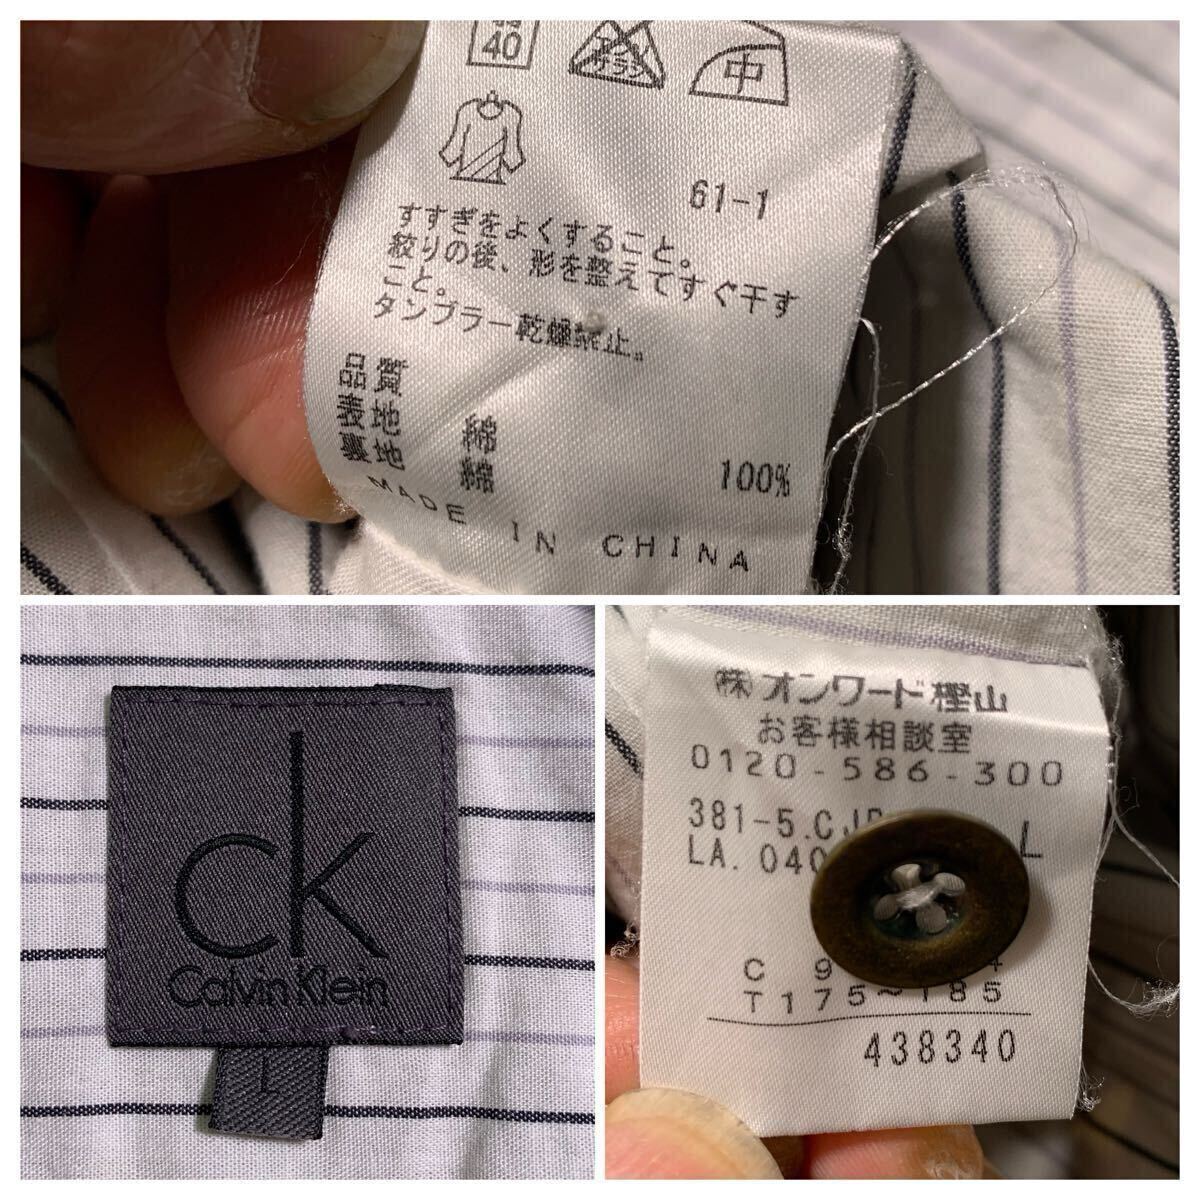 40
中
61-1
すすぎをよくすること。
絞りの後、形を整えてすぐ干す
こと。
タンブラー乾燥禁止。
品質
表地 綿
裏地 綿 100%
MADE IN CHINA
ck
Calvin Klein
L
㈱オンワード樫山
お客様相談室
0120-586-300
381-5.CJ L
LA. 040
C 9 4
T175~185
438340